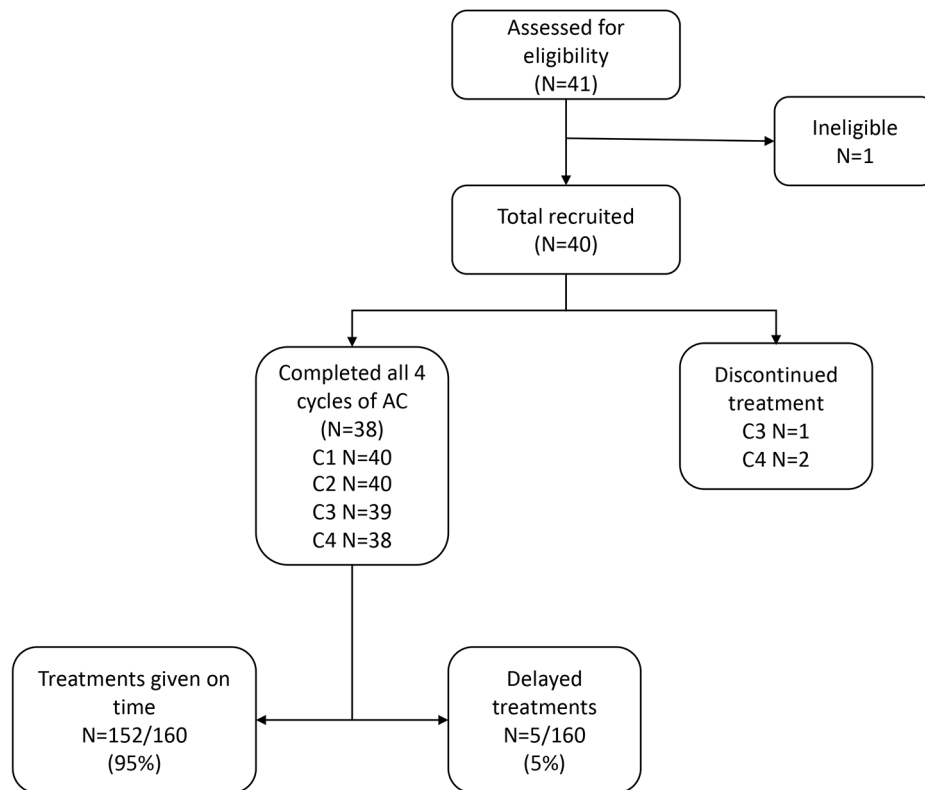 Assessed for
eligibility
(N=41)
Ineligible
N=1
Total recruited
(N=40)
Completed all 4
cycles of AC
(N=38)
C1 N=40
C2 N=40
C3 N=39
C4 N=38
Discontinued
treatment
C3 N=1
C4 N=2
Treatments given on
time
N=152/160
(95%)
Delayed
treatments
N=5/160
(5%)